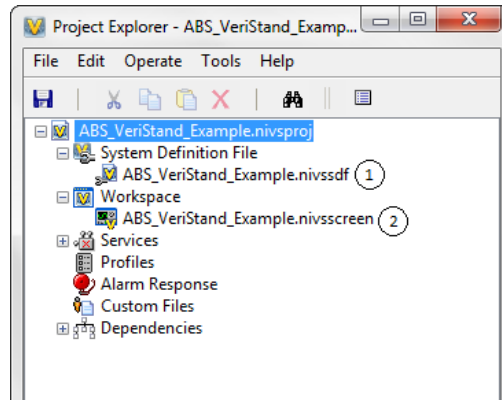 Project Explorer - ABS_VeriStand_Examp...
File Edit Operate Tools Help
ABS_VeriStand_Example.nivsproj
System Definition File
ABS_VeriStand_Example.nivssdf 1
Workspace
ABS_VeriStand_Example.nivsscreen 2
Services
Profiles
Alarm Response
Custom Files
Dependencies